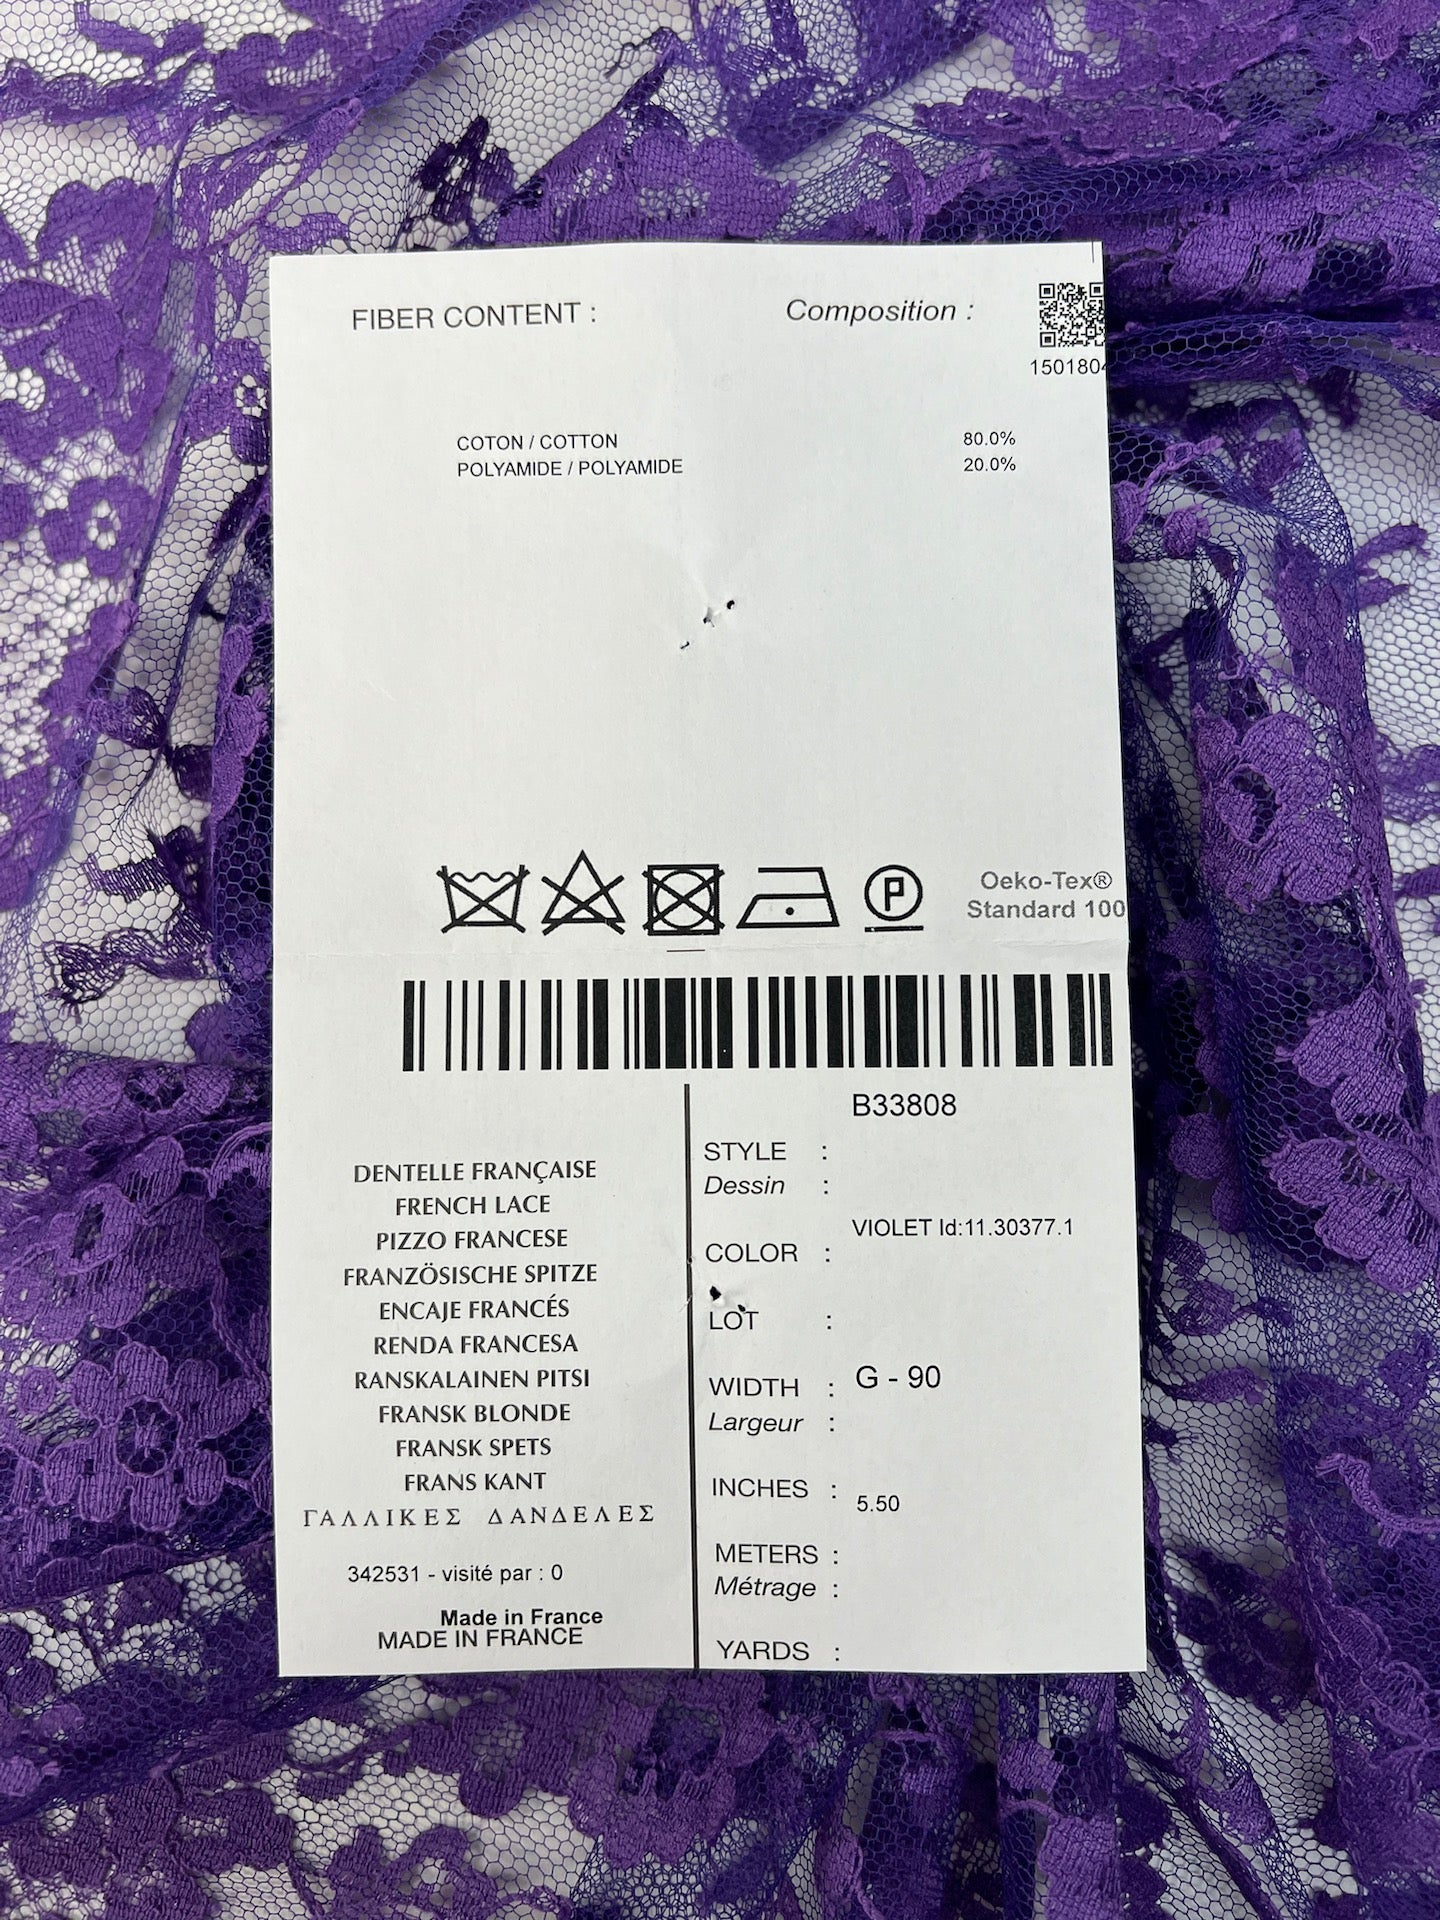 FIBER CONTENT :
Composition :
COTON / COTTON 80.0%
POLYAMIDE / POLYAMIDE 20.0%
P
Oeko-Tex®
Standard 100
B33808
STYLE :
Dessin :
VIOLET Id:11.30377.1
COLOR :
LOT :
WIDTH : G - 90
Largeur :
INCHES : 5.50
METERS :
Métrage :
YARDS :
DENTELLE FRANÇAISE
FRENCH LACE
PIZZO FRANCESE
FRANZÖSISCHE SPITZE
ENCAJE FRANCÉS
RENDA FRANCESA
RANSKALAINEN PITSI
FRANSK BLONDE
FRANSK SPETS
FRANS KANT
ΓΑΛΛΙΚΕΣ ΔΑΝΔΕΛΕΣ
342531 - visité par : 0
Made in France
MADE IN FRANCE